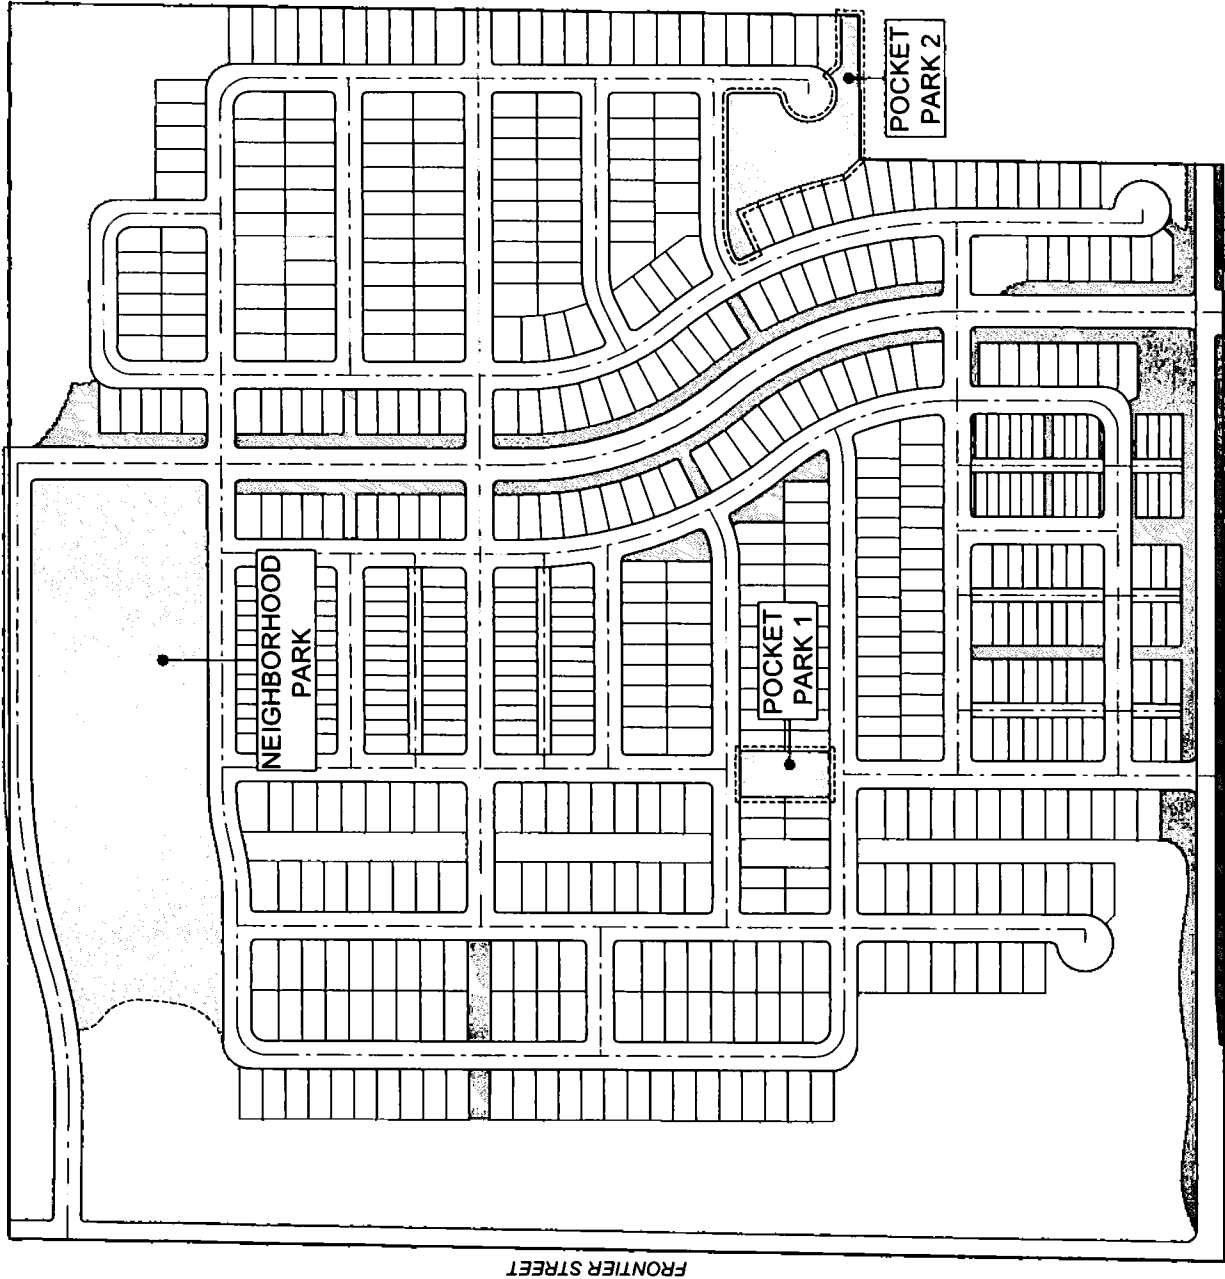 POCKET
PARK 2
NEIGHBORHOOD
PARK
POCKET
PARK 1
FRONTIER STREET